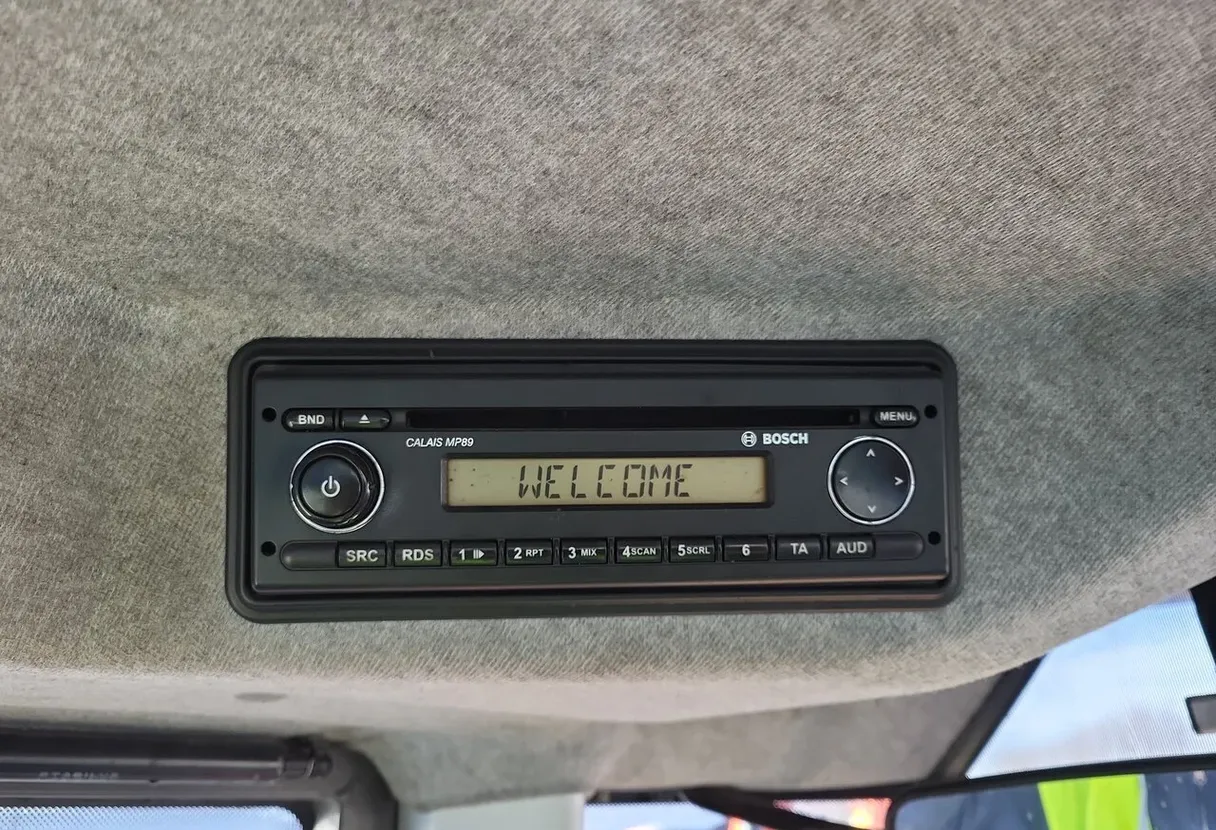 BND
MENU
CALAIS MP89
BOSCH
WELCOME
SRC RDS 1 2 RPT 3 MIX 4 SCAN 5 SCRL 6 TA AUD
STABILUS